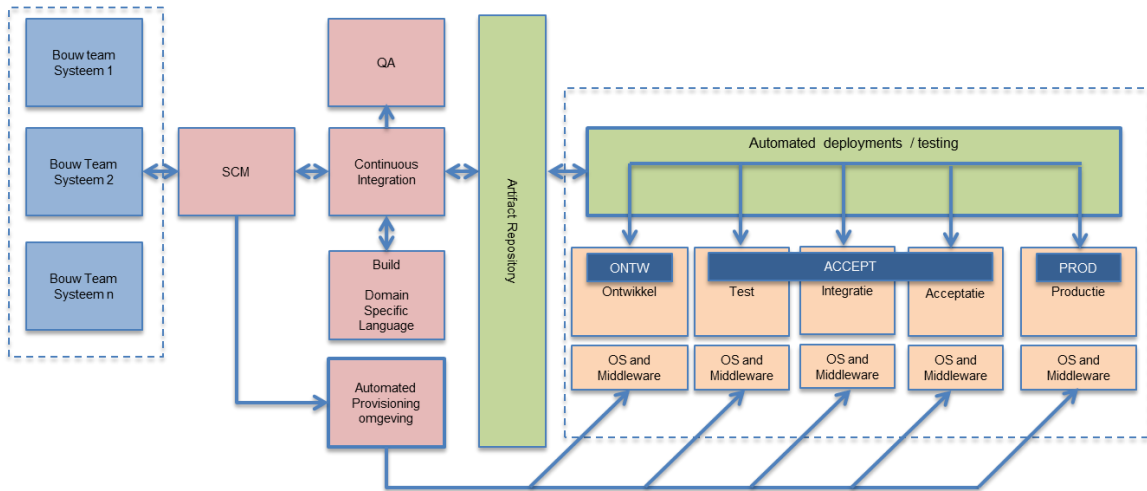 Bouw team
Systeem 1
Bouw Team
Systeem 2
Bouw Team
Systeem n
SCM
QA
Continuous
Integration
Build
Domain
Specific
Language
Automated
Provisioning
omgeving
Artifact Repository
Automated deployments / testing
ONTW
Ontwikkel
ACCEPT
Test
Integratie
Acceptatie
PROD
Productie
OS and
Middleware
OS and
Middleware
OS and
Middleware
OS and
Middleware
OS and
Middleware